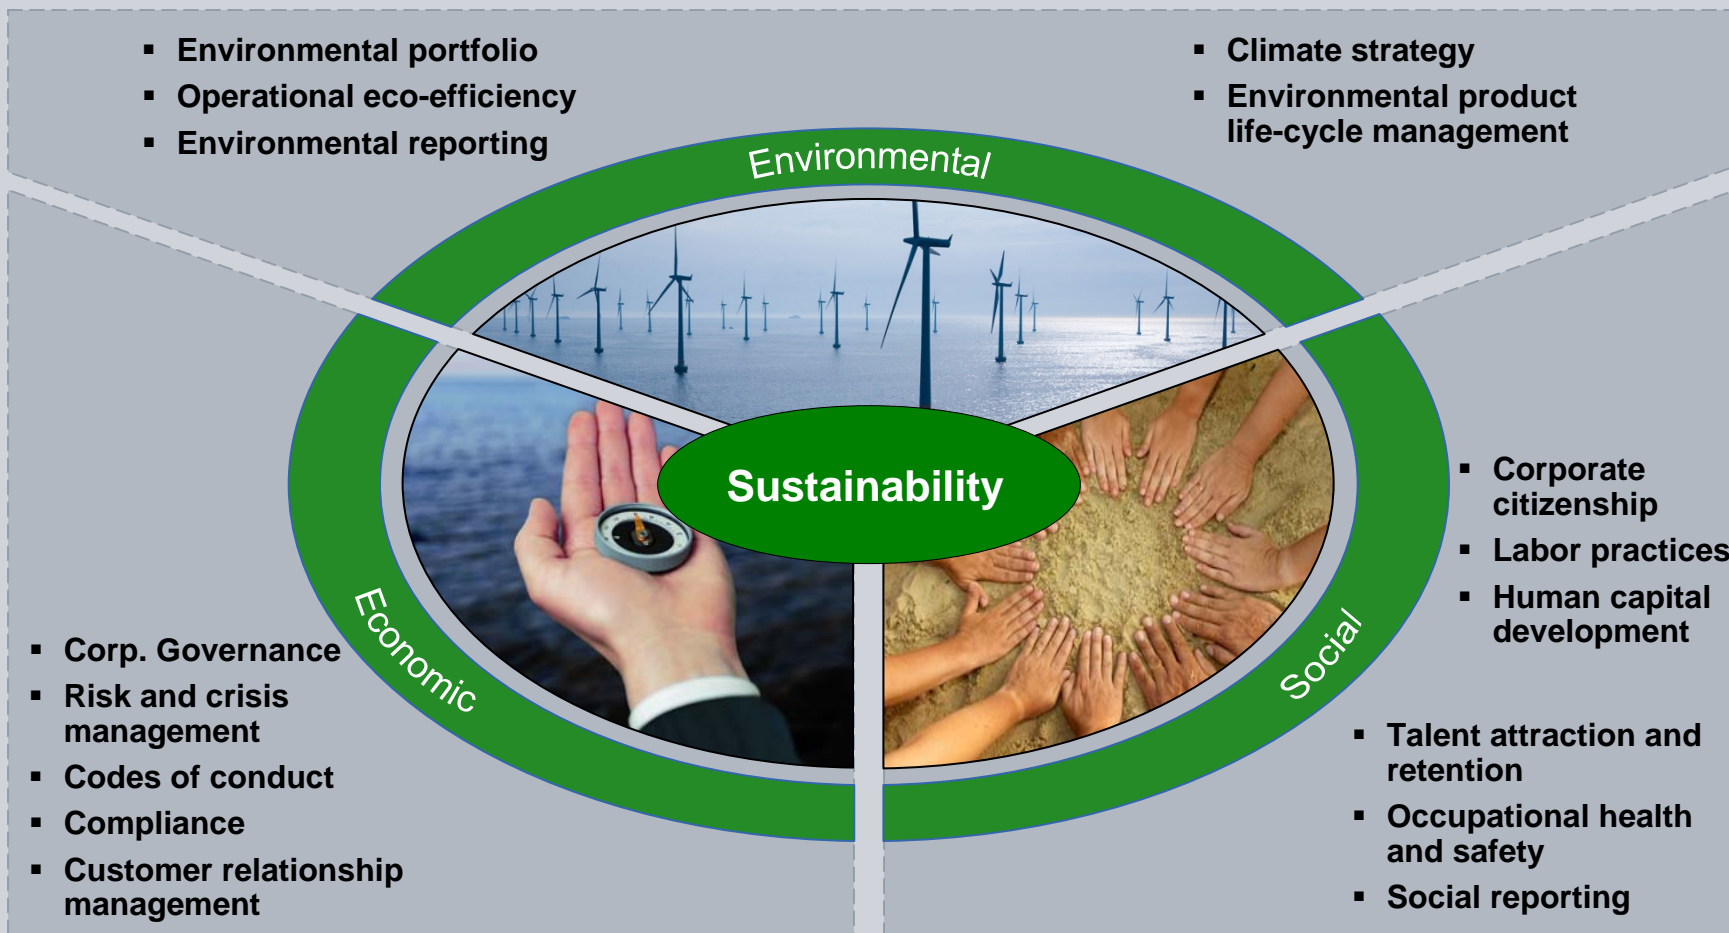 ▪ Environmental portfolio
▪ Operational eco-efficiency
▪ Environmental reporting
▪ Climate strategy
▪ Environmental product
life-cycle management
Environmental
Sustainability
Economic
Social
▪ Corporate
citizenship
▪ Labor practices
▪ Human capital
development
▪ Corp. Governance
▪ Risk and crisis
management
▪ Codes of conduct
▪ Compliance
▪ Customer relationship
management
▪ Talent attraction and
retention
▪ Occupational health
and safety
▪ Social reporting